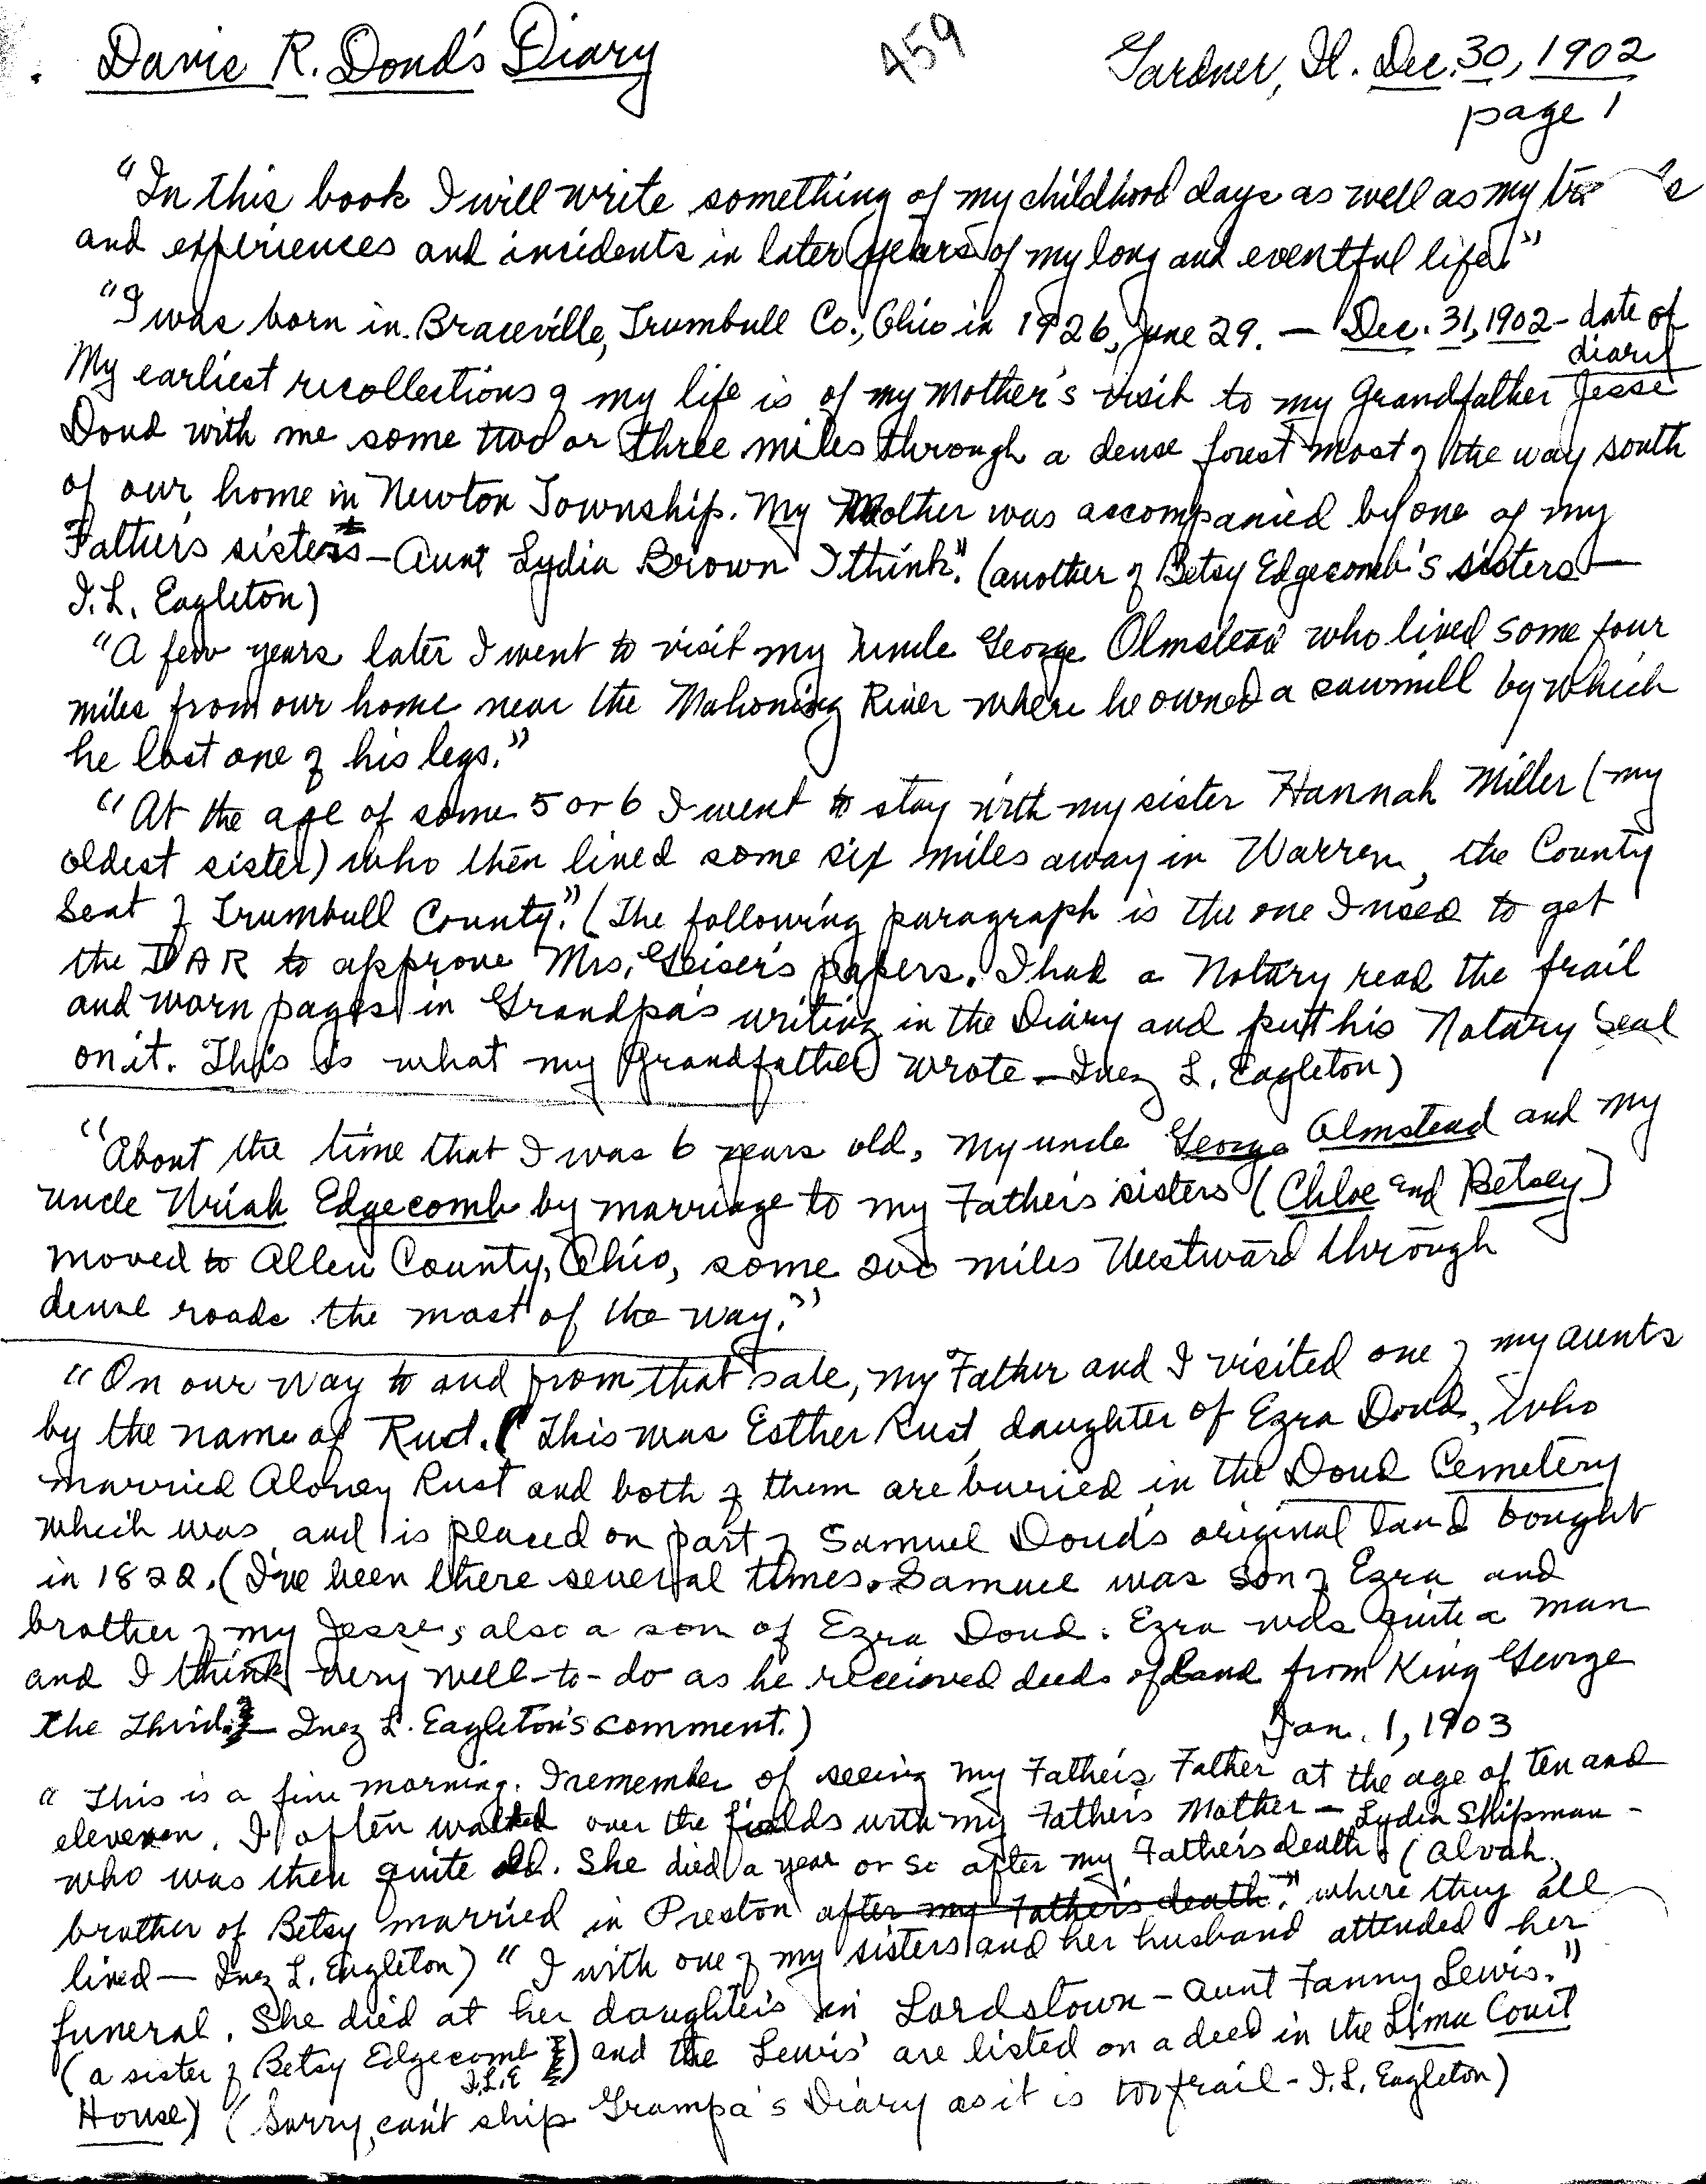 Davis R. Doud's Diary
459
Gardner, Il. Dec. 30, 1902
page 1
"In this book I will write something of my childhood days as well as my
and experiences and incidents in later years of my long and eventful life."
"I was born in Braceville, Trumbull Co., Ohio in 1826, June 29. — Dec. 31, 1902 - date of
diary
My earliest recollections of my life is of my Mother's visit to my Grandfather Jesse
Doud with me some two or three miles through a dense forest most of the way south
of our home in Newton Township. My Mother was accompanied by one of my
Father's sisters - Aunt Lydia Brown I think". (another of Betsy Edgecomb's sisters —
I. L. Eagleton)
"A few years later I went to visit my Uncle George Olmstead who lived some four
miles from our home near the Mahoning River where he owned a sawmill by which
he lost one of his legs."
"At the age of some 5 or 6 I went to stay with my sister Hannah Miller (my
oldest sister) who then lived some six miles away in Warren, the County
Seat of Trumbull County." (The following paragraph is the one I used to get
the DAR to approve Mrs. Geiser's papers. I had a Notary read the frail
and worn pages in Grandpa's writing in the Diary and put his Notary Seal
on it. This is what my Grandfather wrote — Inez L. Eagleton)
"About the time that I was 6 years old, my uncle George Olmstead and my
uncle Uriah Edgecomb by marriage to my Father's sisters (Chloe and Betsey)
moved to Allen County, Ohio, some 200 miles Westward through
dense roads the most of the way."
"On our way to and from that sale, my Father and I visited one of my aunts
by the name of Rust. (This was Esther Rust, daughter of Ezra Doud, who
married Aloney Rust and both of them are buried in the Doud Cemetery
which was and is placed on part of Samuel Doud's original land bought
in 1822. (I've been there several times. Samuel was son of Ezra and
brother of my Jesse, also a son of Ezra Doud. Ezra was quite a man
and I think very well-to-do as he received deeds of land from King George
the Third. — Inez L. Eagleton's comment.)
Jan. 1, 1903
"This is a fine morning. I remember of seeing my Father's Father at the age of ten and
eleven. I often walked over the fields with my Father's Mother — Lydia Shipman -
who was then quite old. She died a year or so after my Father's death (Alvah,
brother of Betsy married in Preston after my Father's death." where they all
lived — Inez L. Eagleton) "I with one of my sisters and her husband attended her
funeral. She died at her daughter's in Lordstown - Aunt Fanny Lewis."
(a sister of Betsy Edgecomb) and the Lewis' are listed on a deed in the Lima Court
I.L.E
House) (Sorry, can't ship Grampa's Diary as it is too frail - I. L. Eagleton)